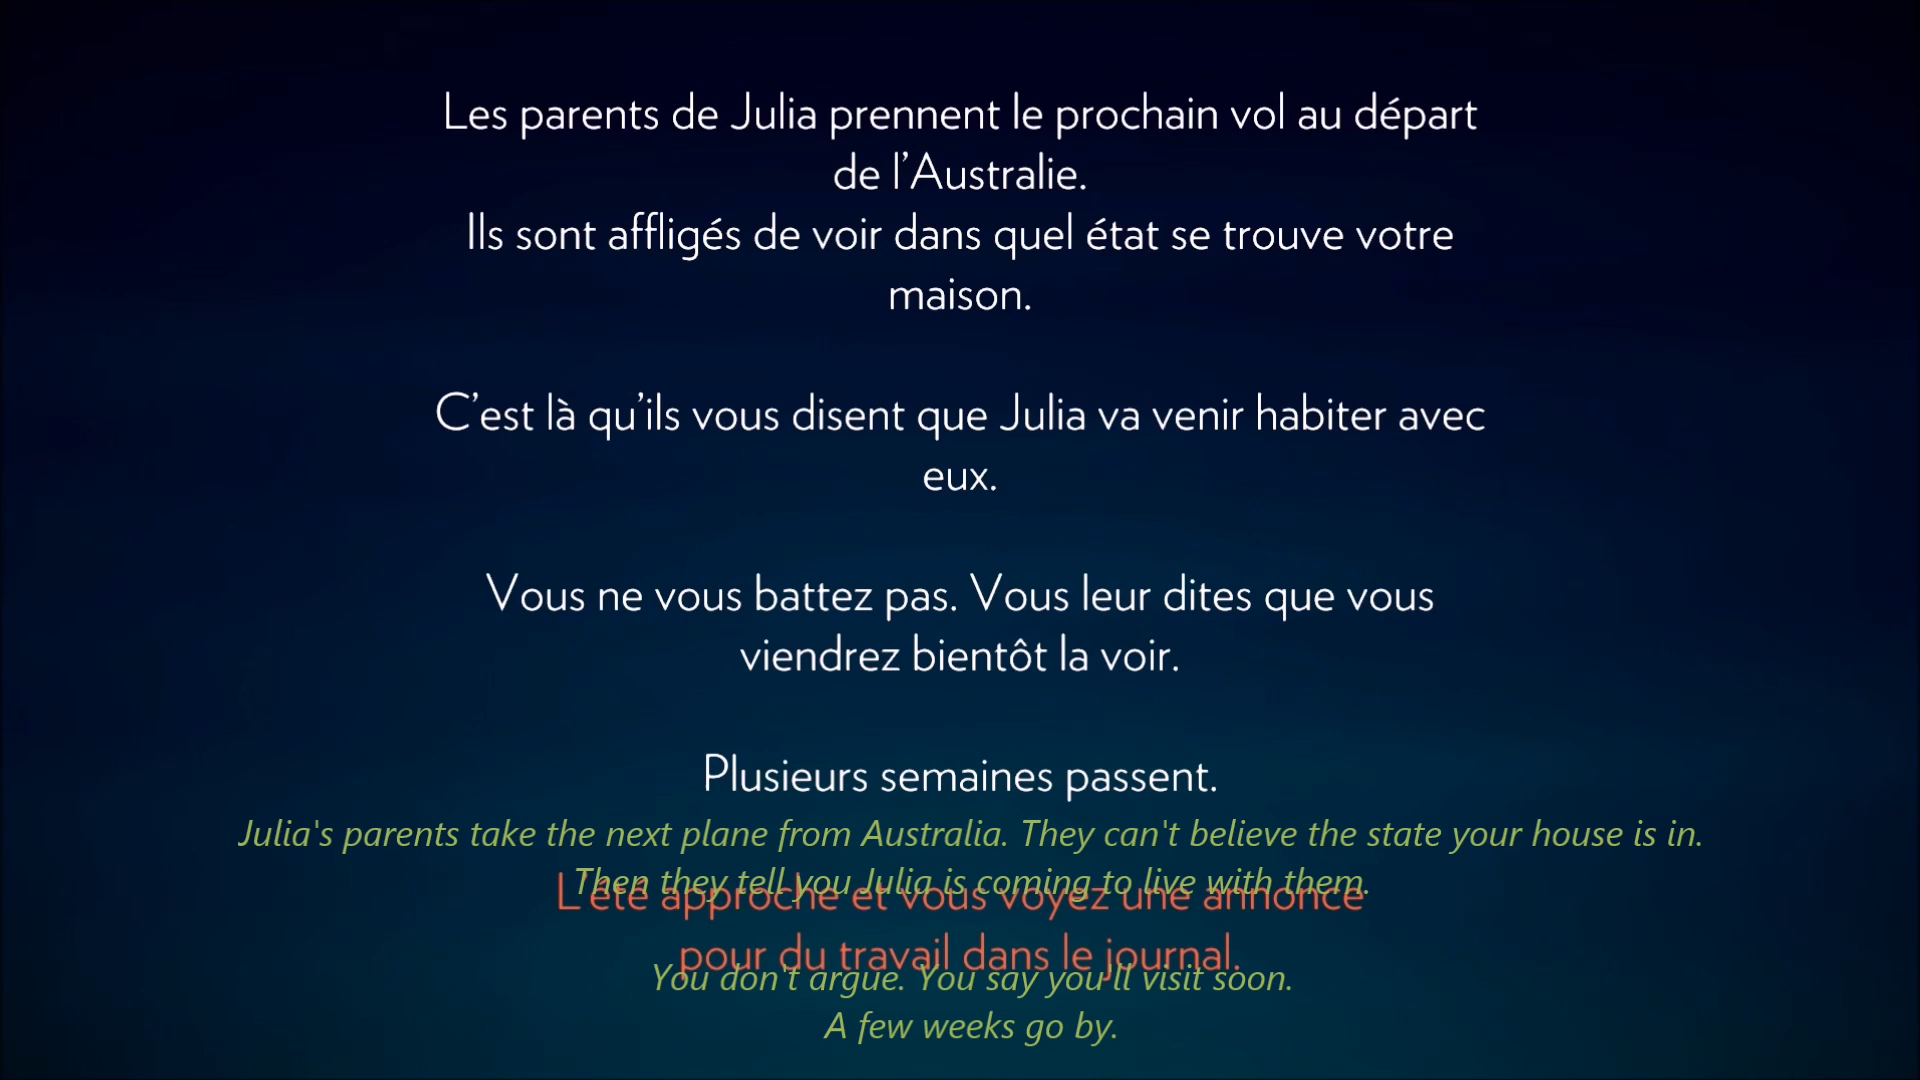 Les parents de Julia prennent le prochain vol au départ
de l’Australie.
Ils sont affligés de voir dans quel état se trouve votre
maison.
C’est là qu’ils vous disent que Julia va venir habiter avec
eux.
Vous ne vous battez pas. Vous leur dites que vous
viendrez bientôt la voir.
Plusieurs semaines passent.
Julia's parents take the next plane from Australia. They can't believe the state your house is in.
Then they tell you Julia is coming to live with them.
L’été approche et vous voyez une annonce
pour du travail dans le journal.
You don't argue. You say you'll visit soon.
A few weeks go by.